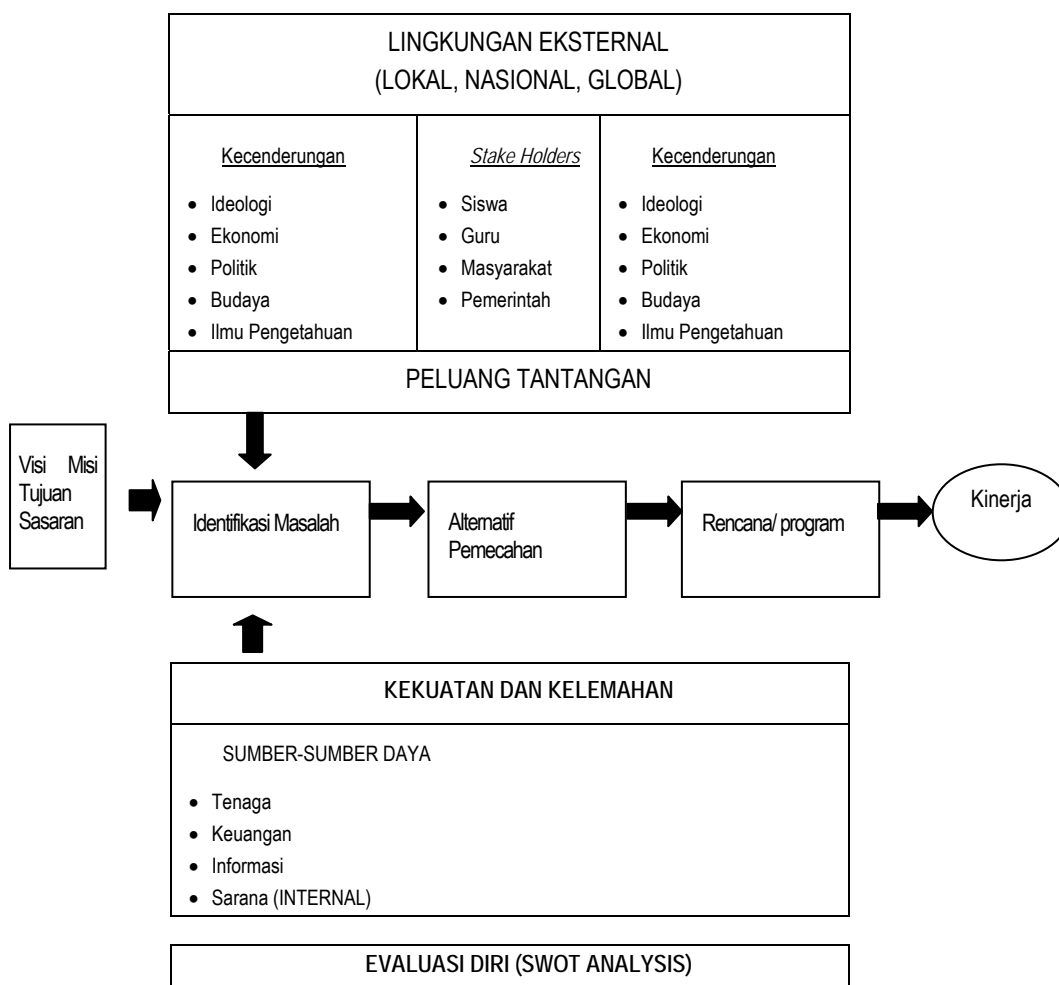 LINGKUNGAN EKSTERNAL
(LOKAL, NASIONAL, GLOBAL)
Kecenderungan
• Ideologi
• Ekonomi
• Politik
• Budaya
• Ilmu Pengetahuan
Stake Holders
• Siswa
• Guru
• Masyarakat
• Pemerintah
Kecenderungan
• Ideologi
• Ekonomi
• Politik
• Budaya
• Ilmu Pengetahuan
PELUANG TANTANGAN
Visi Misi
Tujuan
Sasaran
Identifikasi Masalah
Alternatif
Pemecahan
Rencana/ program
Kinerja
KEKUATAN DAN KELEMAHAN
SUMBER-SUMBER DAYA
• Tenaga
• Keuangan
• Informasi
• Sarana (INTERNAL)
EVALUASI DIRI (SWOT ANALYSIS)